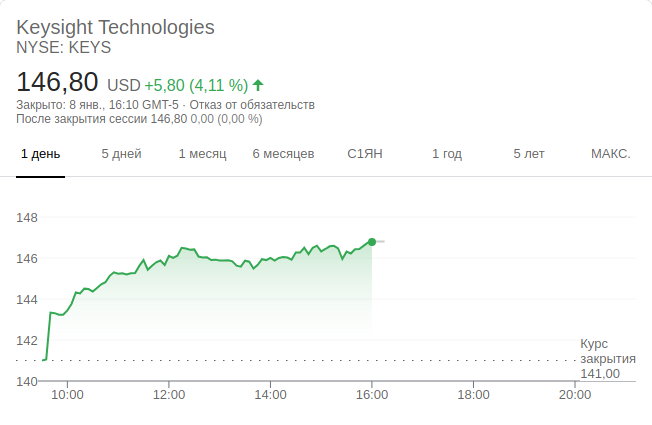 Keysight Technologies
NYSE: KEYS
146,80 USD +5,80 (4,11 %)
Закрыто: 8 янв., 16:10 GMT-5 · Отказ от обязательств
После закрытия сессии 146,80 0,00 (0,00 %)
1 день 5 дней 1 месяц 6 месяцев С1ЯН 1 год 5 лет МАКС.
148
146
144
142
Курс
закрытия
141,00
140
10:00 12:00 14:00 16:00 18:00 20:00